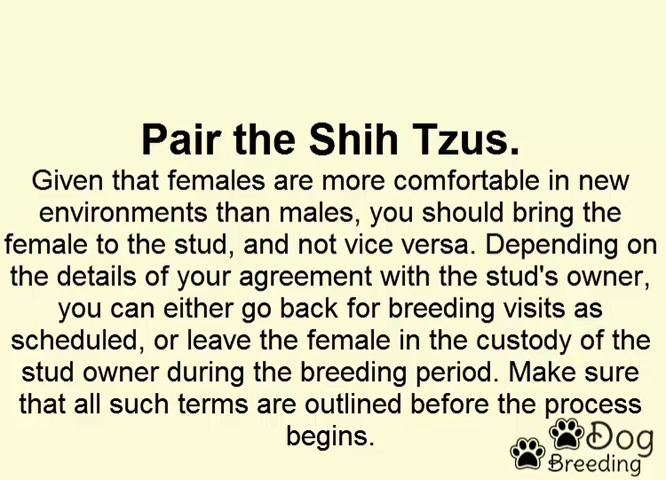 Pair the Shih Tzus.
Given that females are more comfortable in new
environments than males, you should bring the
female to the stud, and not vice versa. Depending on
the details of your agreement with the stud's owner,
you can either go back for breeding visits as
scheduled, or leave the female in the custody of the
stud owner during the breeding period. Make sure
that all such terms are outlined before the process
begins.
Dog
Breeding